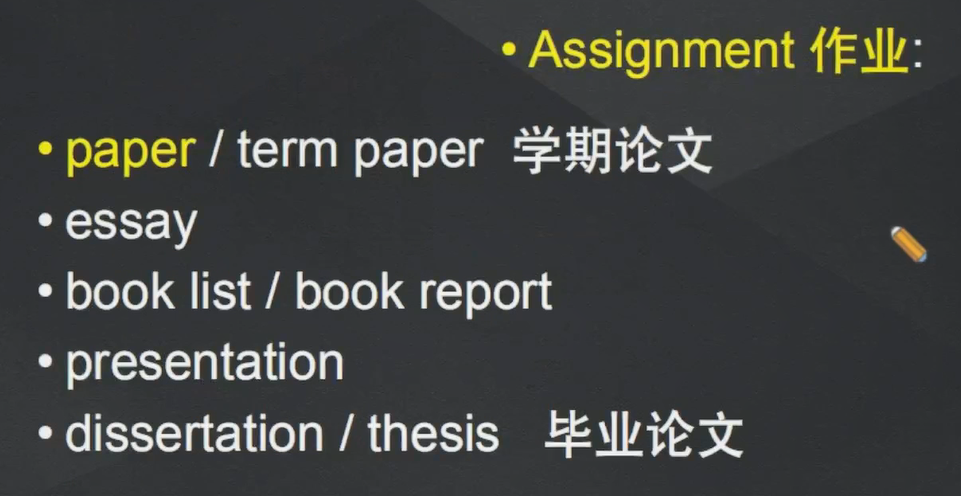 • Assignment 作业:
• paper / term paper 学期论文
• essay
• book list / book report
• presentation
• dissertation / thesis 毕业论文